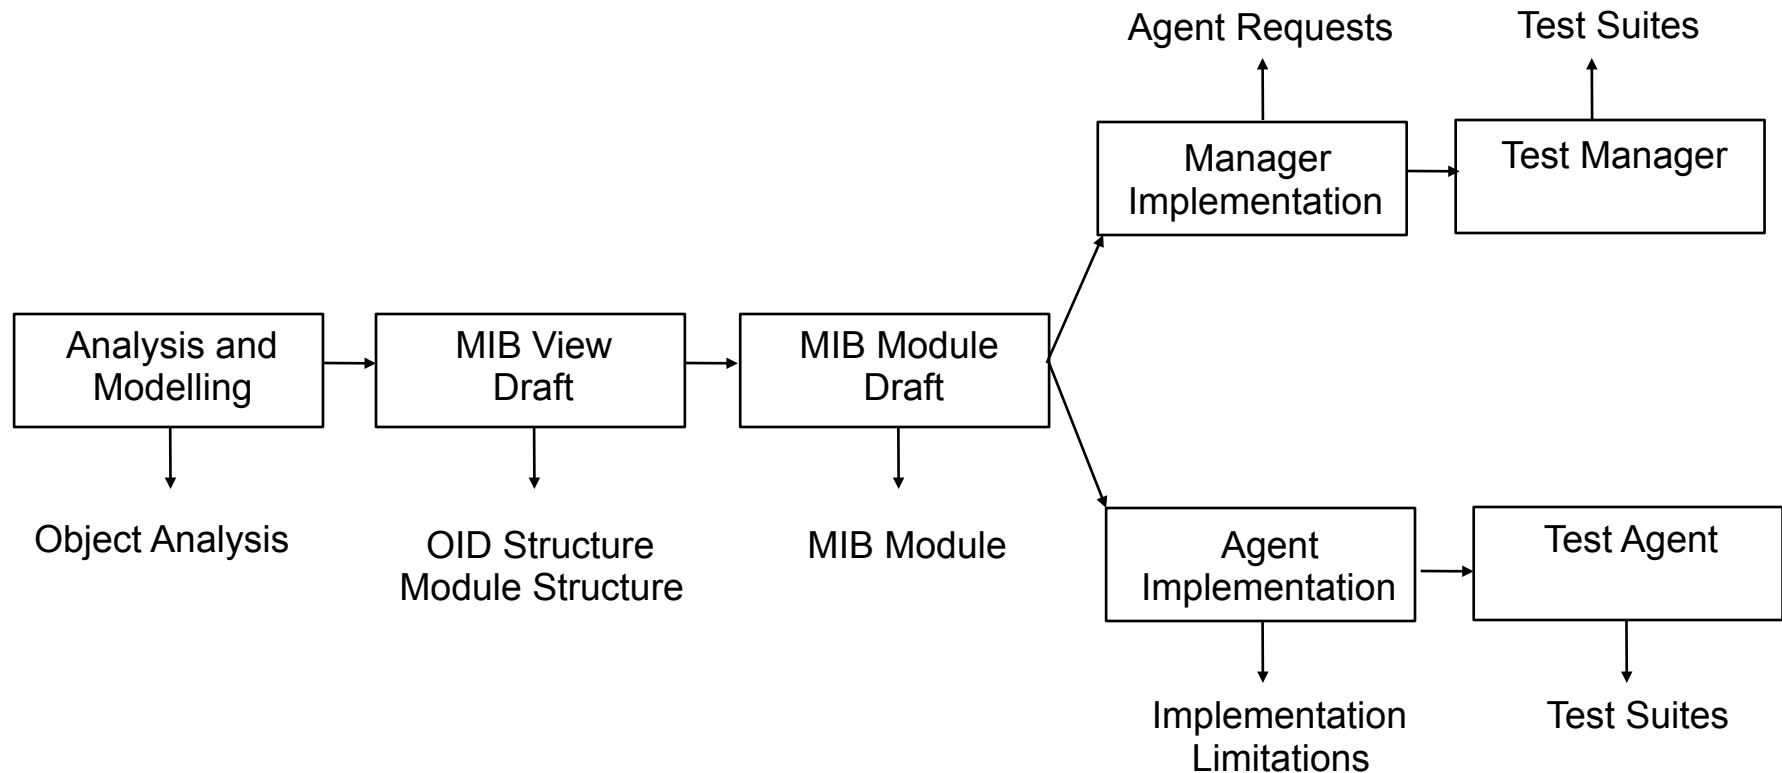 Agent Requests
Test Suites
Manager
Implementation
Test Manager
Analysis and
Modelling
MIB View
Draft
MIB Module
Draft
Object Analysis
OID Structure
Module Structure
MIB Module
Agent
Implementation
Test Agent
Implementation
Limitations
Test Suites